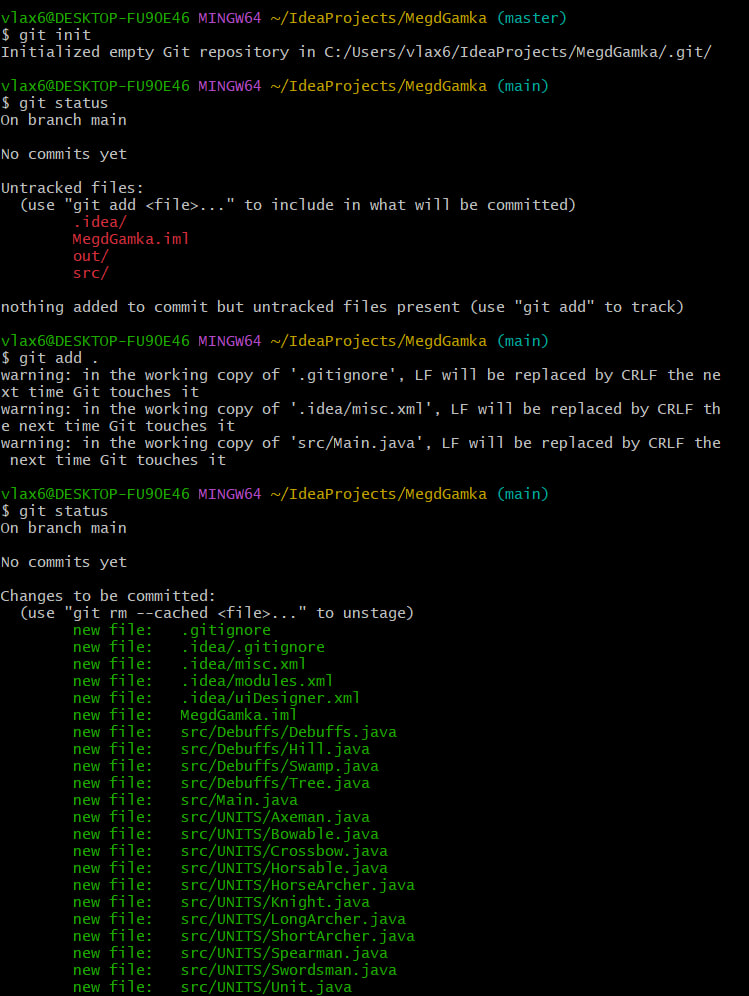 vlax6@DESKTOP-FU9OE46 MINGW64 ~/IdeaProjects/MegdGamka (master)
$ git init
Initialized empty Git repository in C:/Users/vlax6/IdeaProjects/MegdGamka/.git/
vlax6@DESKTOP-FU9OE46 MINGW64 ~/IdeaProjects/MegdGamka (main)
$ git status
On branch main
No commits yet
Untracked files:
  (use "git add <file>..." to include in what will be committed)
        .idea/
        MegdGamka.iml
        out/
        src/
nothing added to commit but untracked files present (use "git add" to track)
vlax6@DESKTOP-FU9OE46 MINGW64 ~/IdeaProjects/MegdGamka (main)
$ git add .
warning: in the working copy of '.gitignore', LF will be replaced by CRLF the ne
xt time Git touches it
warning: in the working copy of '.idea/misc.xml', LF will be replaced by CRLF th
e next time Git touches it
warning: in the working copy of 'src/Main.java', LF will be replaced by CRLF the
 next time Git touches it
vlax6@DESKTOP-FU9OE46 MINGW64 ~/IdeaProjects/MegdGamka (main)
$ git status
On branch main
No commits yet
Changes to be committed:
  (use "git rm --cached <file>..." to unstage)
        new file:   .gitignore
        new file:   .idea/.gitignore
        new file:   .idea/misc.xml
        new file:   .idea/modules.xml
        new file:   .idea/uiDesigner.xml
        new file:   MegdGamka.iml
        new file:   src/Debuffs/Debuffs.java
        new file:   src/Debuffs/Hill.java
        new file:   src/Debuffs/Swamp.java
        new file:   src/Debuffs/Tree.java
        new file:   src/Main.java
        new file:   src/UNITS/Axeman.java
        new file:   src/UNITS/Bowable.java
        new file:   src/UNITS/Crossbow.java
        new file:   src/UNITS/Horsable.java
        new file:   src/UNITS/HorseArcher.java
        new file:   src/UNITS/Knight.java
        new file:   src/UNITS/LongArcher.java
        new file:   src/UNITS/ShortArcher.java
        new file:   src/UNITS/Spearman.java
        new file:   src/UNITS/Swordsman.java
        new file:   src/UNITS/Unit.java